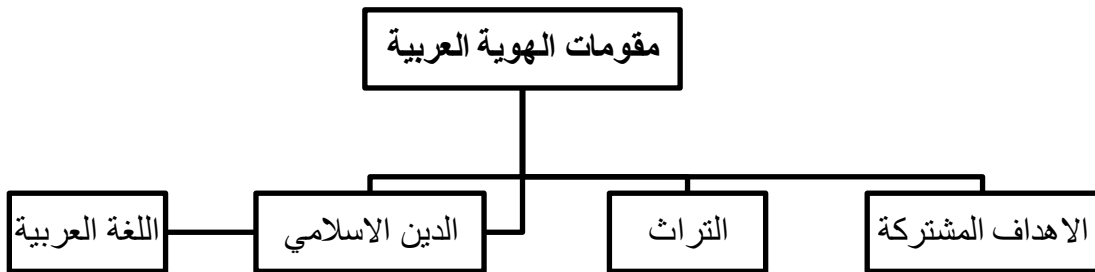 مقومات الهوية العربية
الاهداف المشتركة
التراث
الدين الاسلامي
اللغة العربية